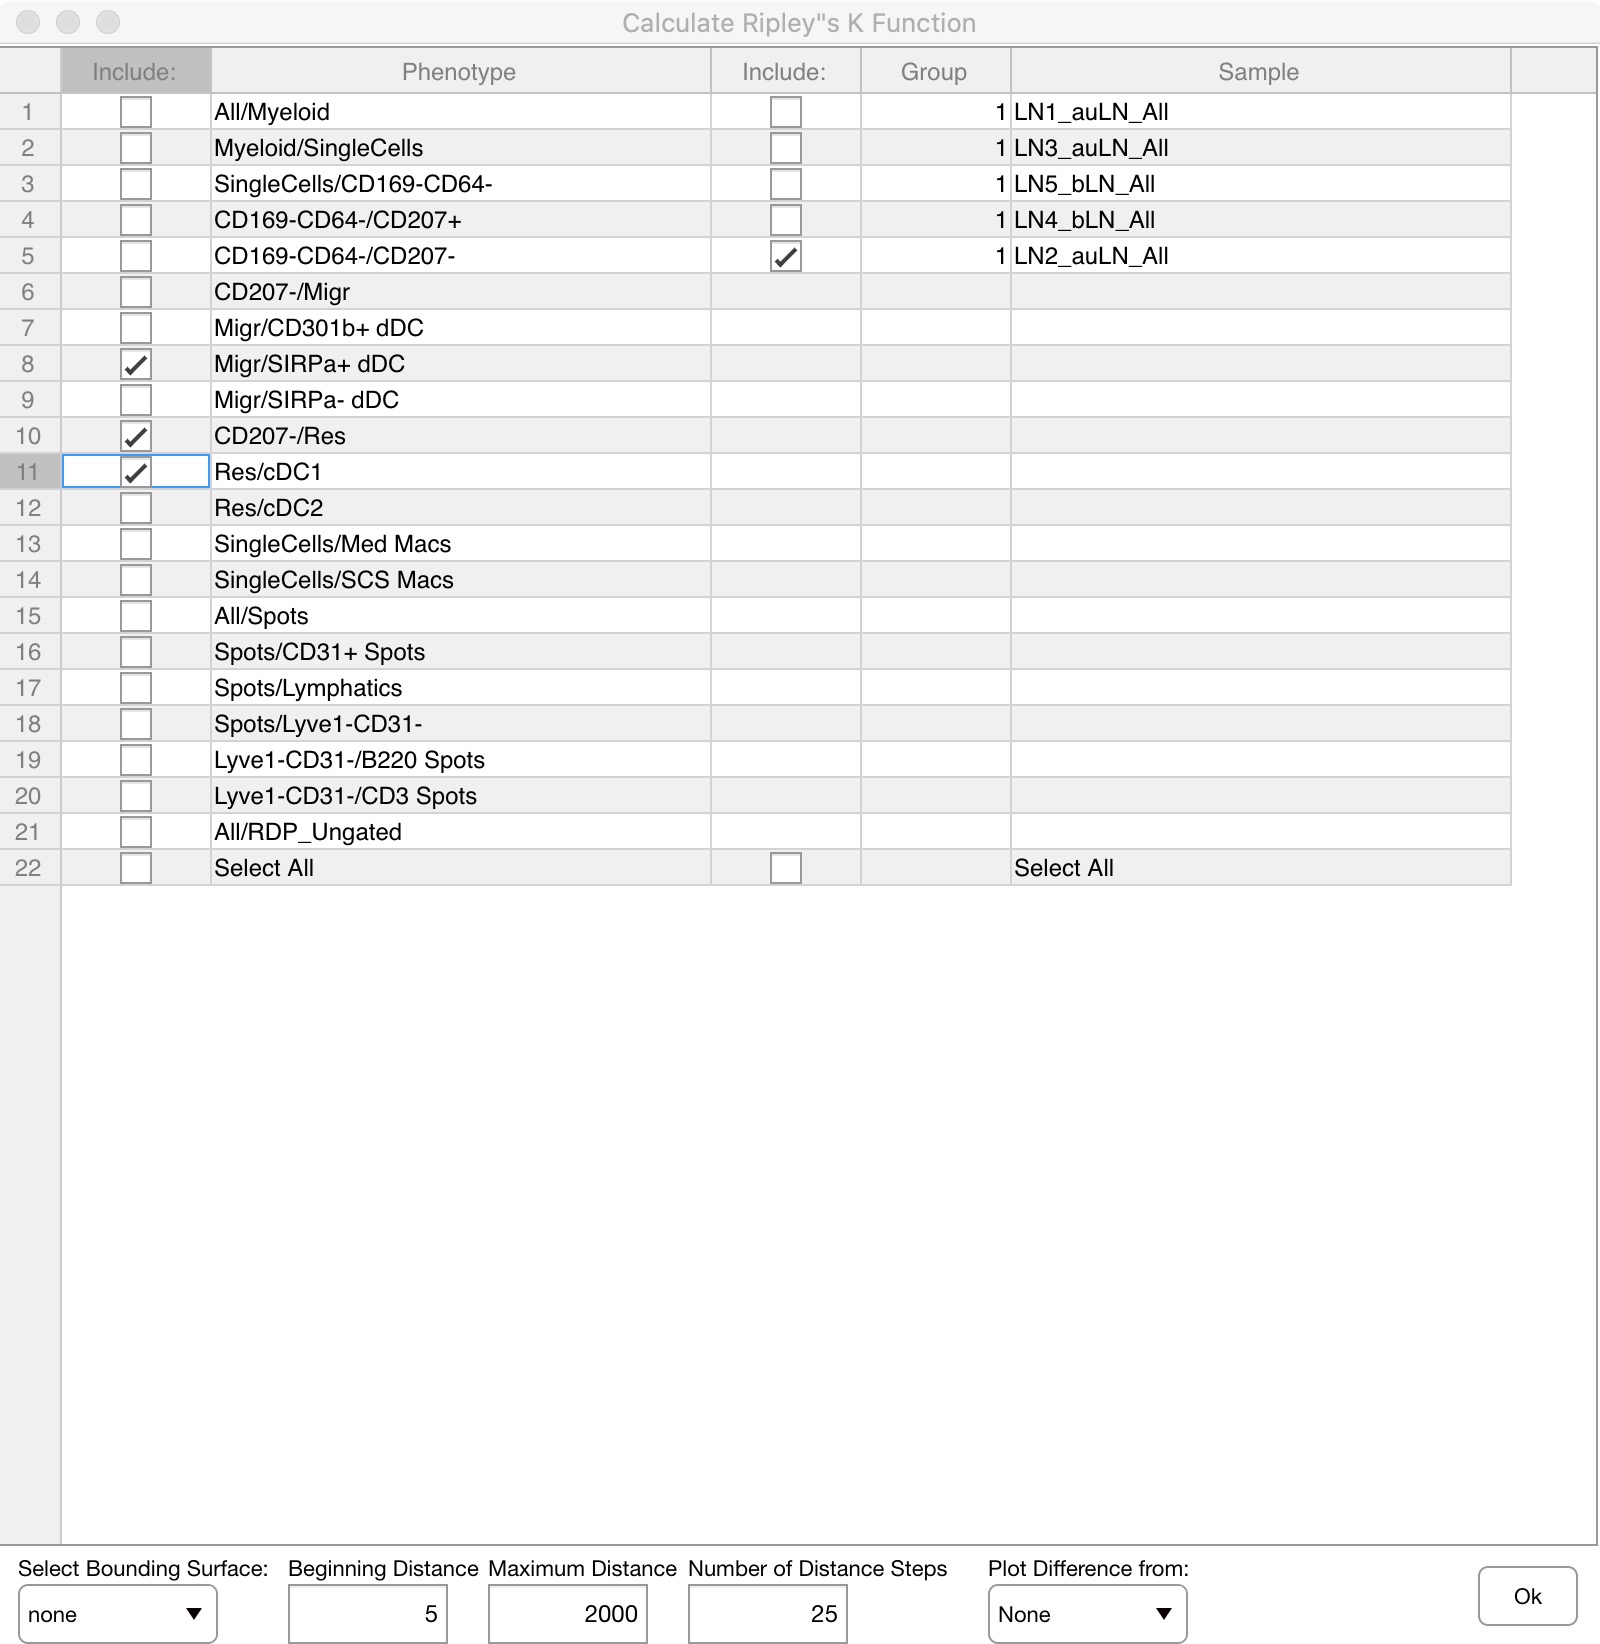 Calculate Ripley"s K Function
Include: Phenotype Include: Group Sample
1 All/Myeloid 1 LN1_auLN_All
2 Myeloid/SingleCells 1 LN3_auLN_All
3 SingleCells/CD169-CD64- 1 LN5_bLN_All
4 CD169-CD64-/CD207+ 1 LN4_bLN_All
5 CD169-CD64-/CD207- 1 LN2_auLN_All
6 CD207-/Migr
7 Migr/CD301b+ dDC
8 Migr/SIRPa+ dDC
9 Migr/SIRPa- dDC
10 CD207-/Res
11 Res/cDC1
12 Res/cDC2
13 SingleCells/Med Macs
14 SingleCells/SCS Macs
15 All/Spots
16 Spots/CD31+ Spots
17 Spots/Lymphatics
18 Spots/Lyve1-CD31-
19 Lyve1-CD31-/B220 Spots
20 Lyve1-CD31-/CD3 Spots
21 All/RDP_Ungated
22 Select All Select All
Select Bounding Surface: Beginning Distance Maximum Distance Number of Distance Steps Plot Difference from:
none 5 2000 25 None Ok